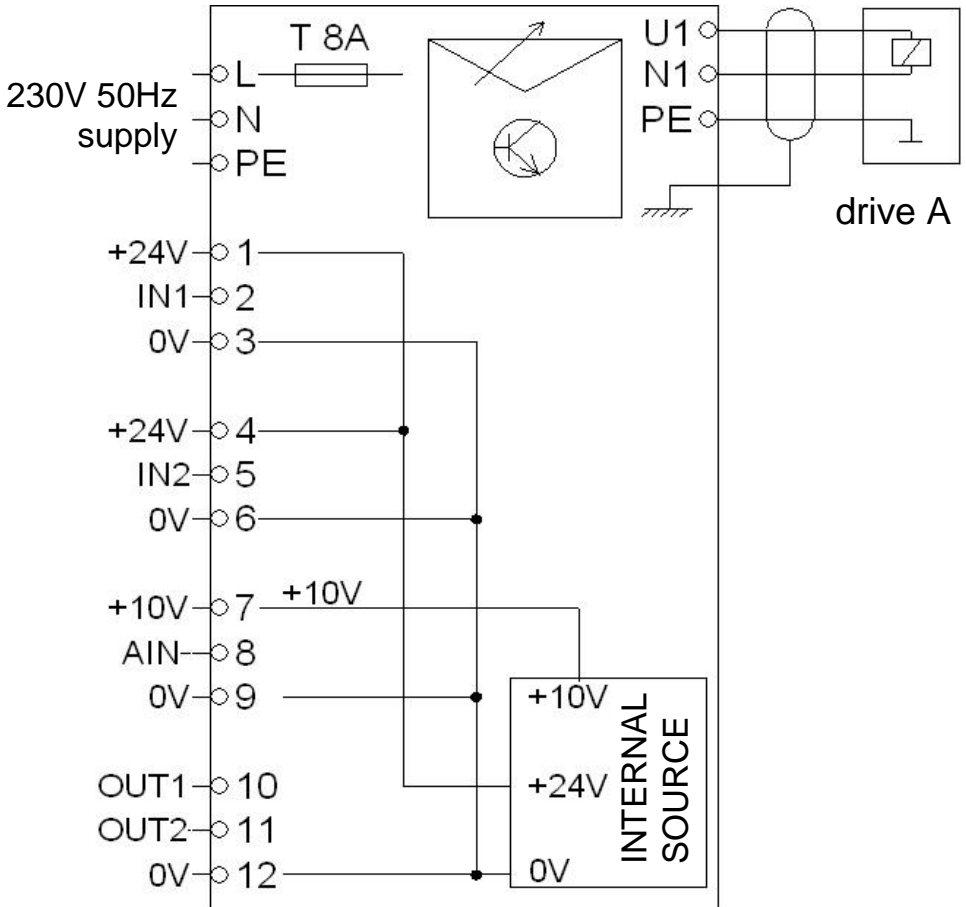 T 8A
230V 50Hz
supply
L
N
PE
U1
N1
PE
drive A
+24V 1
IN1 2
0V 3
+24V 4
IN2 5
0V 6
+10V 7 +10V
AIN 8
0V 9
OUT1 10
OUT2 11
0V 12
+10V
+24V
0V
INTERNAL
SOURCE